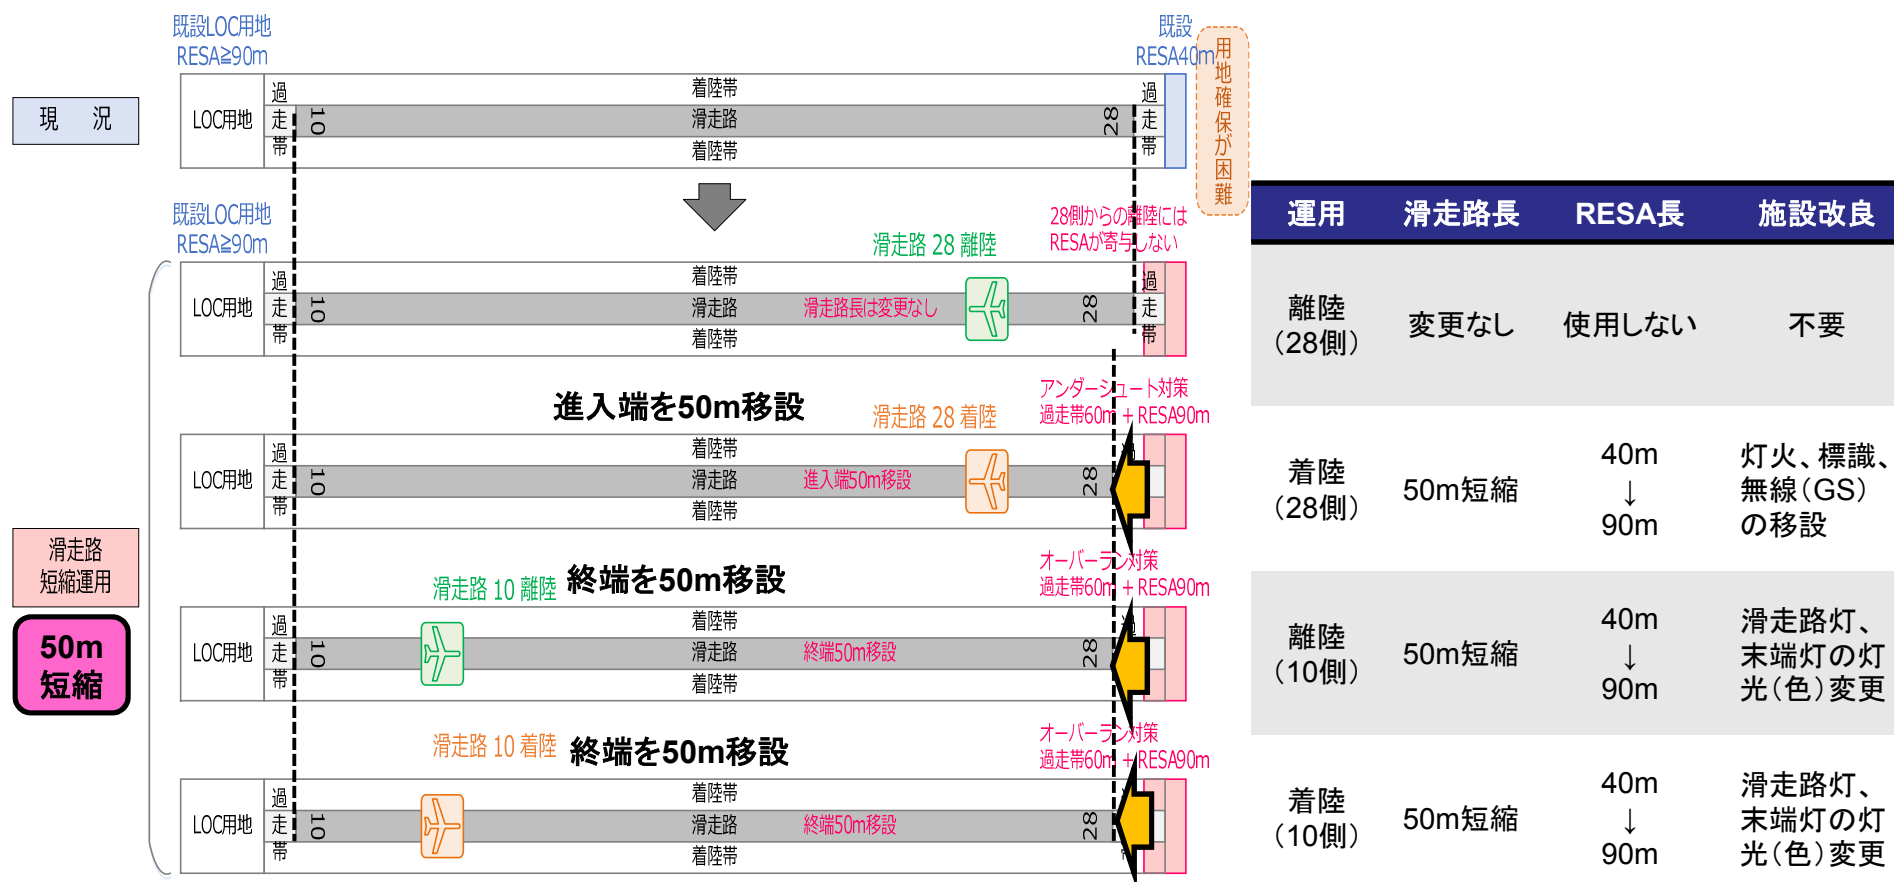 既設LOC用地
RESA≧90m
既設
RESA40m
用地確保が困難
現　況
LOC用地
過走帯
10
着陸帯
滑走路
着陸帯
28
過走帯
既設LOC用地
RESA≧90m
28側からの離陸には
RESAが寄与しない
滑走路 28 離陸
LOC用地
過走帯
10
着陸帯
滑走路
着陸帯
滑走路長は変更なし
28
過走帯
進入端を50m移設
滑走路 28 着陸
アンダーシュート対策
過走帯60m + RESA90m
LOC用地
過走帯
10
着陸帯
滑走路
着陸帯
進入端50m移設
28
滑走路
短縮運用
50m
短縮
滑走路 10 離陸
終端を50m移設
オーバーラン対策
過走帯60m + RESA90m
LOC用地
過走帯
10
着陸帯
滑走路
着陸帯
終端50m移設
28
滑走路 10 着陸
終端を50m移設
オーバーラン対策
過走帯60m + RESA90m
LOC用地
過走帯
10
着陸帯
滑走路
着陸帯
終端50m移設
28
運用 滑走路長 RESA長 施設改良
離陸
（28側）
変更なし
使用しない
不要
着陸
（28側）
50m短縮
40m
↓
90m
灯火、標識、
無線（GS）
の移設
離陸
（10側）
50m短縮
40m
↓
90m
滑走路灯、
末端灯の灯
光（色）変更
着陸
（10側）
50m短縮
40m
↓
90m
滑走路灯、
末端灯の灯
光（色）変更